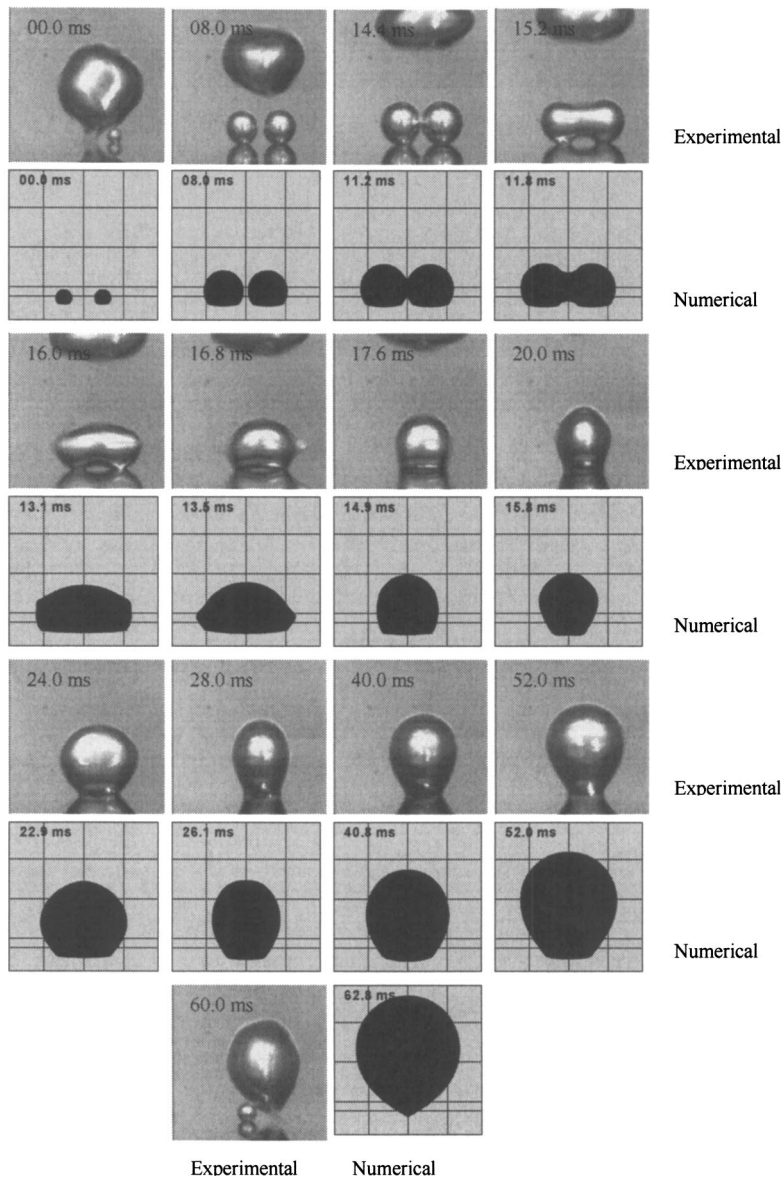 00.0 ms 08.0 ms 14.4 ms 15.2 ms
Experimental
00.0 ms 08.0 ms 11.2 ms 11.8 ms
Numerical
16.0 ms 16.8 ms 17.6 ms 20.0 ms
Experimental
13.1 ms 13.5 ms 14.9 ms 15.8 ms
Numerical
24.0 ms 28.0 ms 40.0 ms 52.0 ms
Experimental
22.9 ms 26.1 ms 40.8 ms 52.0 ms
Numerical
60.0 ms 62.8 ms
Experimental Numerical